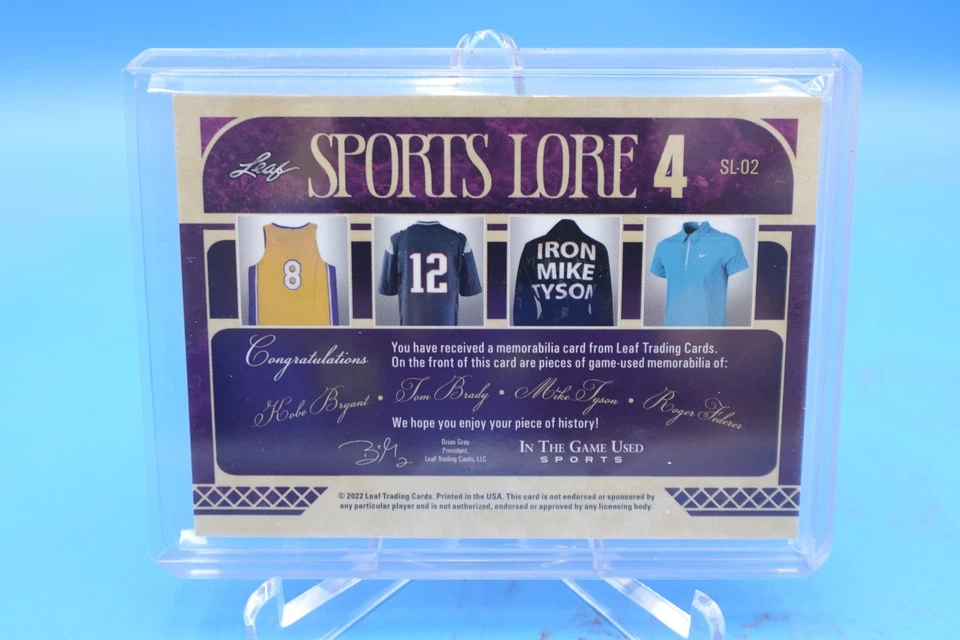 Leaf SPORTS LORE 4 SL-02
8
12
IRON
MIKE
TYSON
Congratulations
You have received a memorabilia card from Leaf Trading Cards.
On the front of this card are pieces of game-used memorabilia of:
Kobe Bryant • Tom Brady • Mike Tyson • Roger Federer
We hope you enjoy your piece of history!
Brian Gray
President,
Leaf Trading Cards, LLC
IN THE GAME USED
SPORTS
© 2022 Leaf Trading Cards. Printed in the USA. This card is not endorsed or sponsored by
any particular player and is not authorized, endorsed or approved by any licensing body.